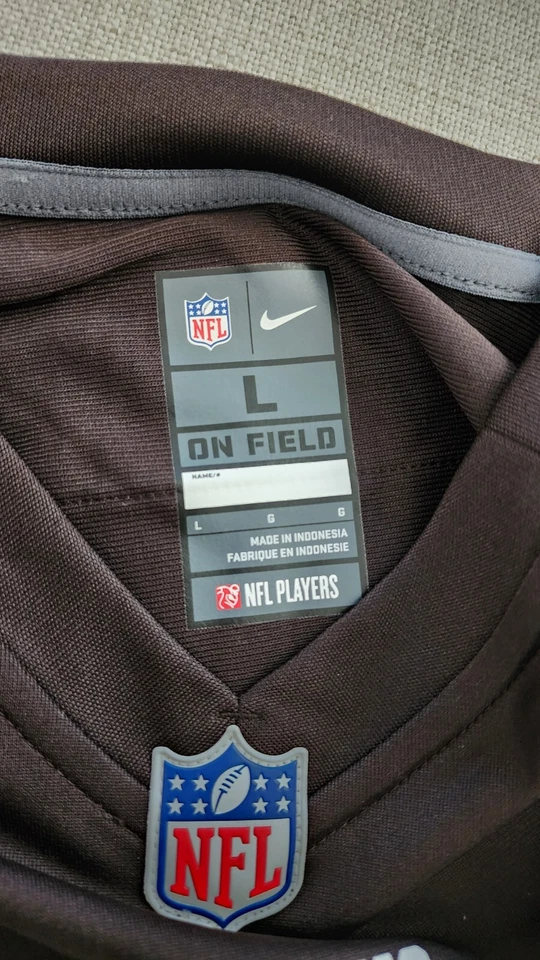 NFL
L
ON FIELD
NAME/#
L G G
MADE IN INDONESIA
FABRIQUE EN INDONESIE
NFL PLAYERS
NFL